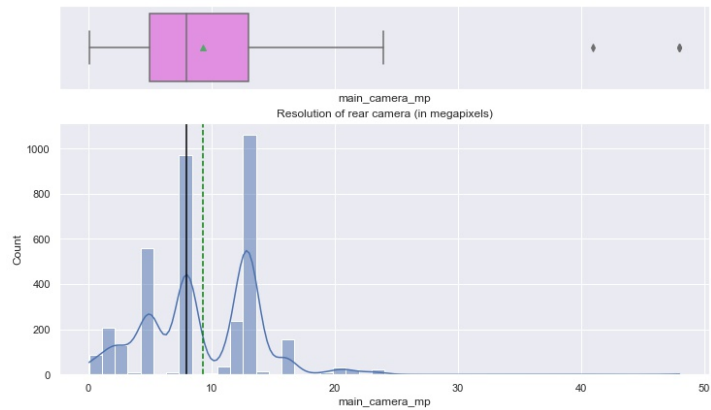 main_camera_mp
Resolution of rear camera (in megapixels)
1000
800
600
400
200
0
Count
0 10 20 30 40 50
main_camera_mp